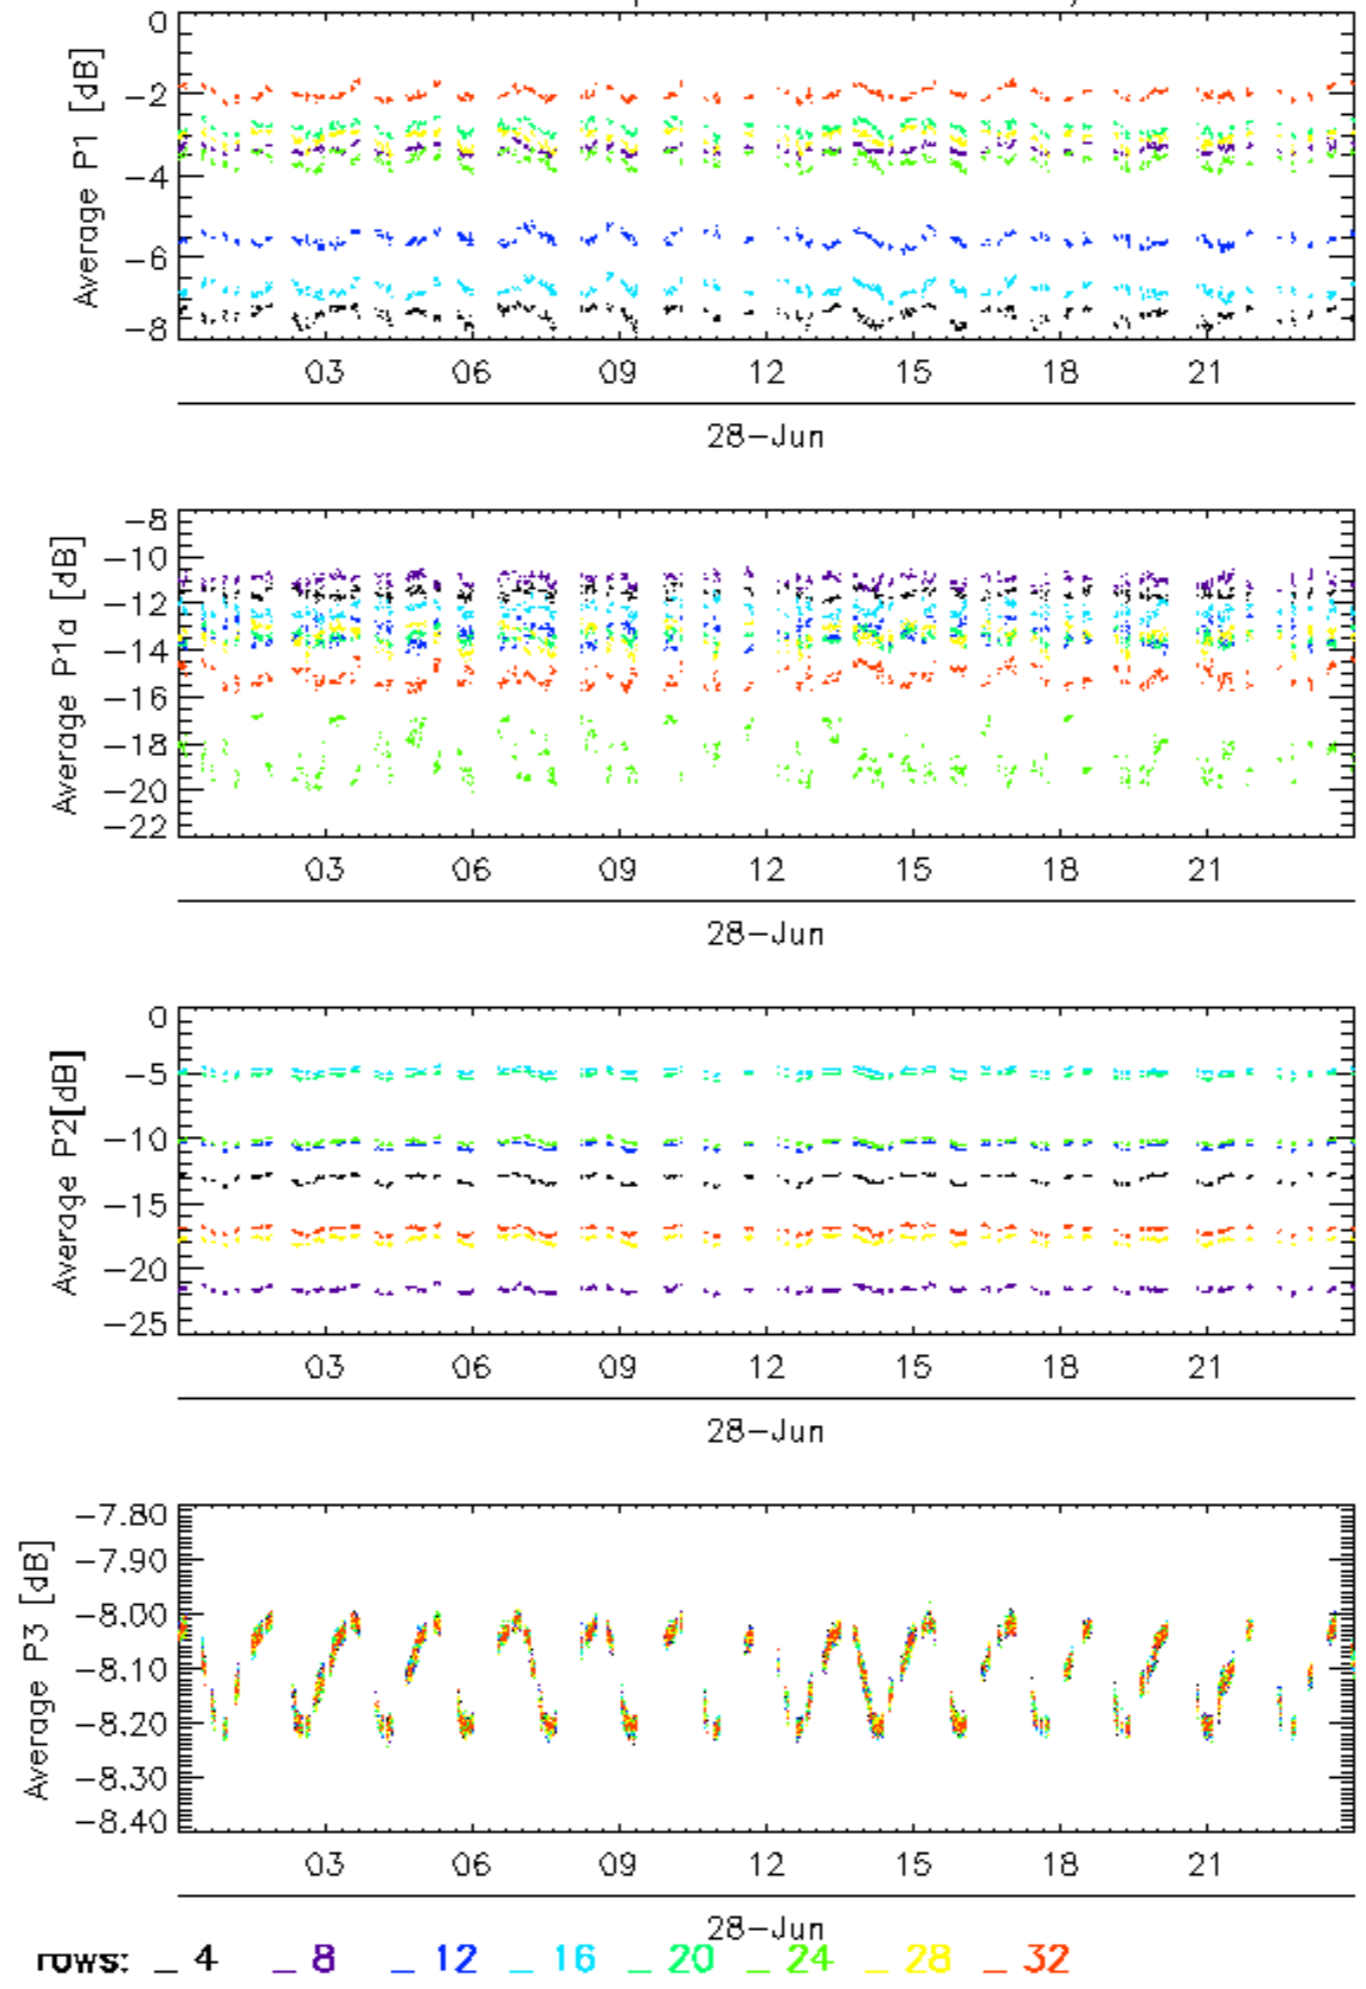 0
-2
-4
-6
-8
Average P1 [dB]
03 06 09 12 15 18 21
28-Jun
-8
-10
-12
-14
-16
-18
-20
-22
Average P1a [dB]
03 06 09 12 15 18 21
28-Jun
0
-5
-10
-15
-20
-25
Average P2[dB]
03 06 09 12 15 18 21
28-Jun
-7.80
-7.90
-8.00
-8.10
-8.20
-8.30
-8.40
Average P3 [dB]
03 06 09 12 15 18 21
28-Jun
rows: _ 4 _ 8 _ 12 _ 16 _ 20 _ 24 _ 28 _ 32